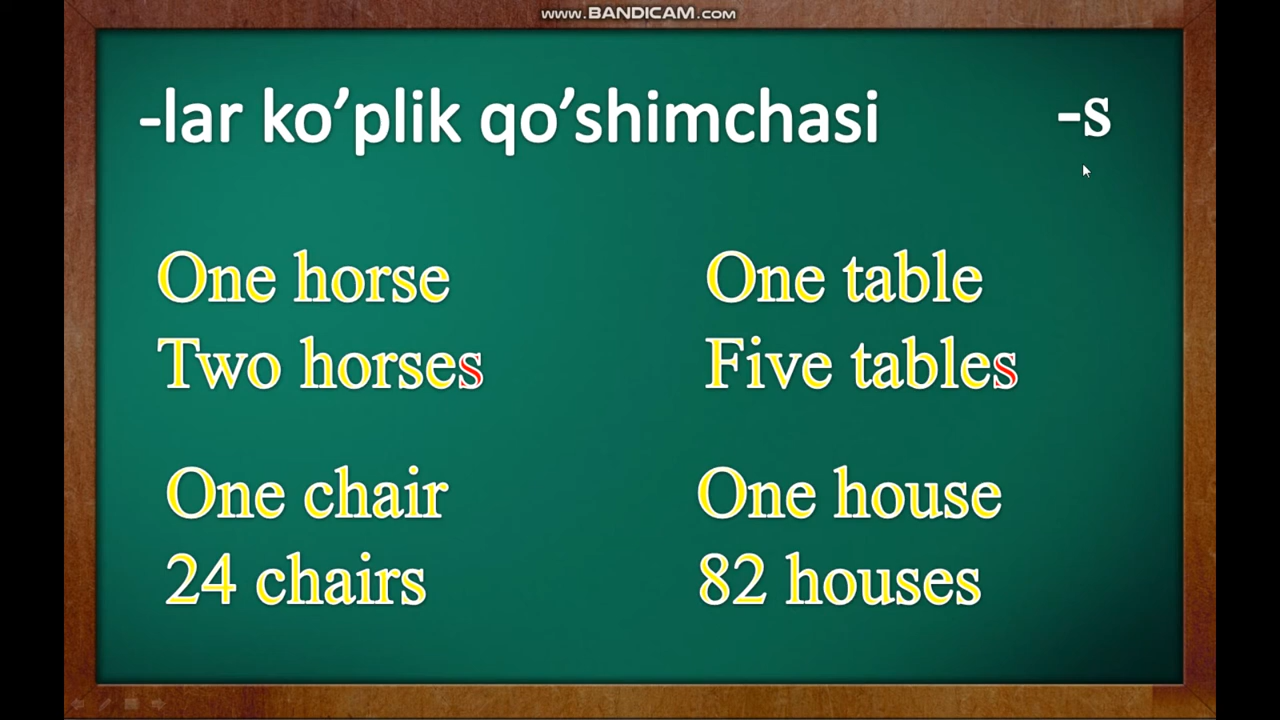 www.BANDICAM.com
-lar ko’plik qo’shimchasi -s
One horse
Two horses
One table
Five tables
One chair
24 chairs
One house
82 houses